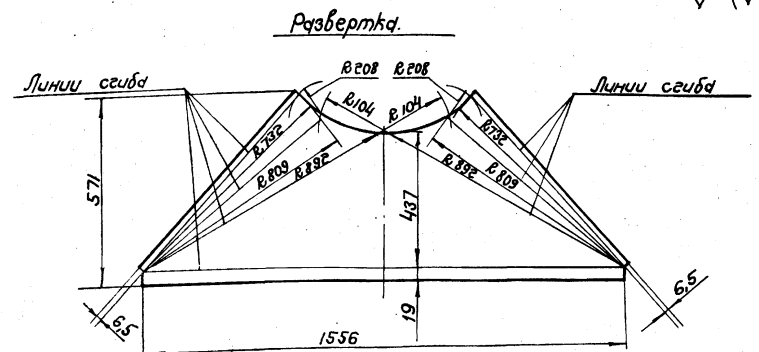 Развертка.
R208 R208
Линии сгиба
Линии сгиба
R104 R104
R732
R732
R809
R809
R892
R892
571
437
19
6,5
6,5
1556